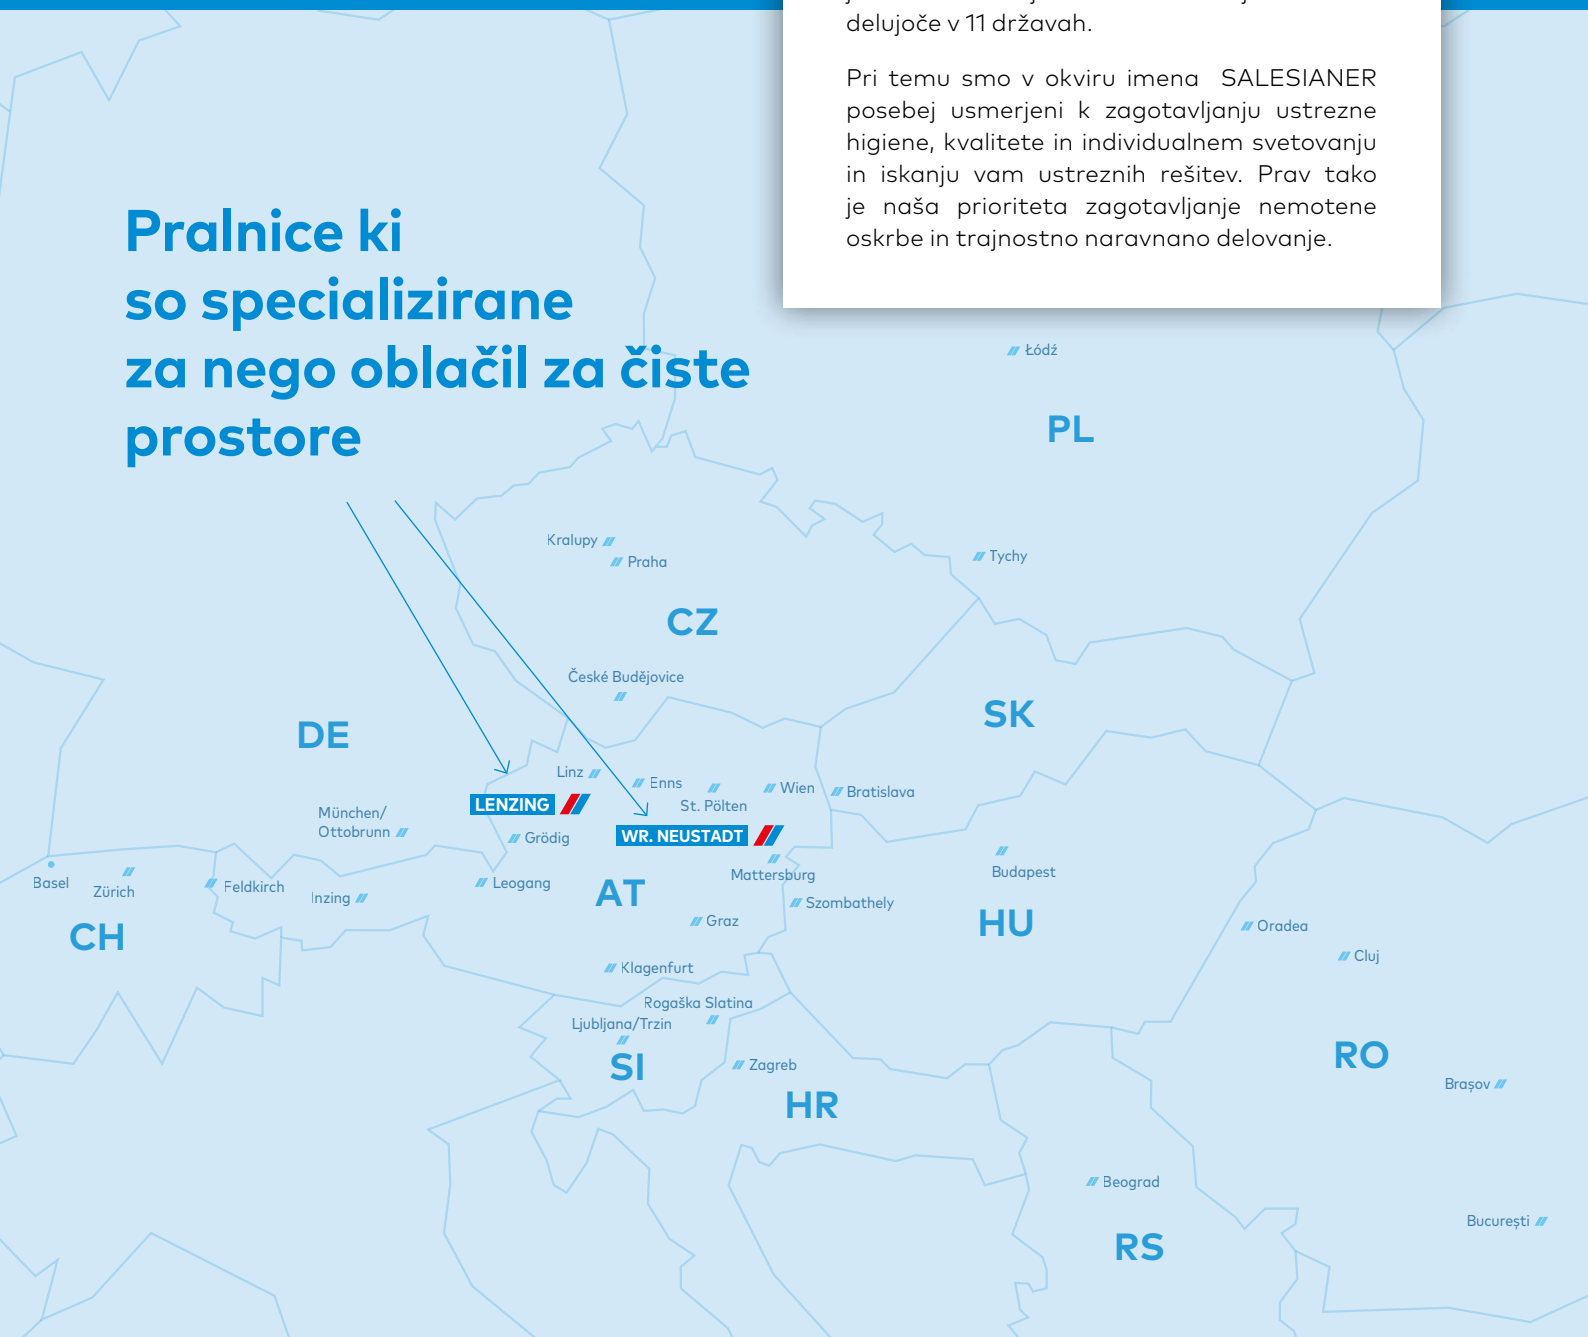 delujoče v 11 državah.
Pri temu smo v okviru imena SALESIANER
posebej usmerjeni k zagotavljanju ustrezne
higiene, kvalitete in individualnem svetovanju
in iskanju vam ustreznih rešitev. Prav tako
je naša prioriteta zagotavljanje nemotene
oskrbe in trajnostno naravnano delovanje.
Pralnice ki
so specializirane
za nego oblačil za čiste
prostore
Łódź
PL
Kralupy
Praha
Tychy
CZ
České Budějovice
SK
DE
Linz
Enns
Wien
Bratislava
LENZING
St. Pölten
München/
Ottobrunn
Grödig
WR. NEUSTADT
Basel
Zürich
Feldkirch
Inzing
Leogang
AT
Mattersburg
Budapest
Szombathely
CH
Graz
HU
Oradea
Cluj
Klagenfurt
Rogaška Slatina
Ljubljana/Trzin
SI
Zagreb
RO
Brașov
HR
Beograd
București
RS